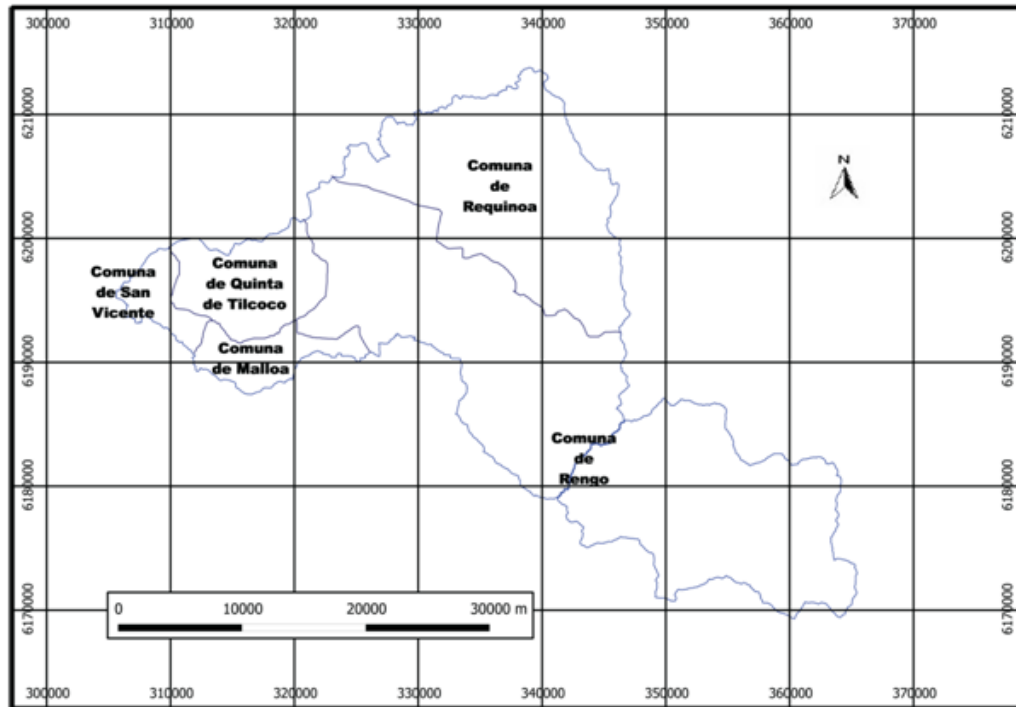 300000 310000 320000 330000 340000 350000 360000 370000
6210000 6210000
N
Comuna
de
Requinoa
6200000 6200000
Comuna
de San
Vicente
Comuna
de Quinta
de Tilcoco
Comuna
de Malloa
6190000 6190000
Comuna
de
Rengo
6180000 6180000
0 10000 20000 30000 m
6170000 6170000
300000 310000 320000 330000 340000 350000 360000 370000